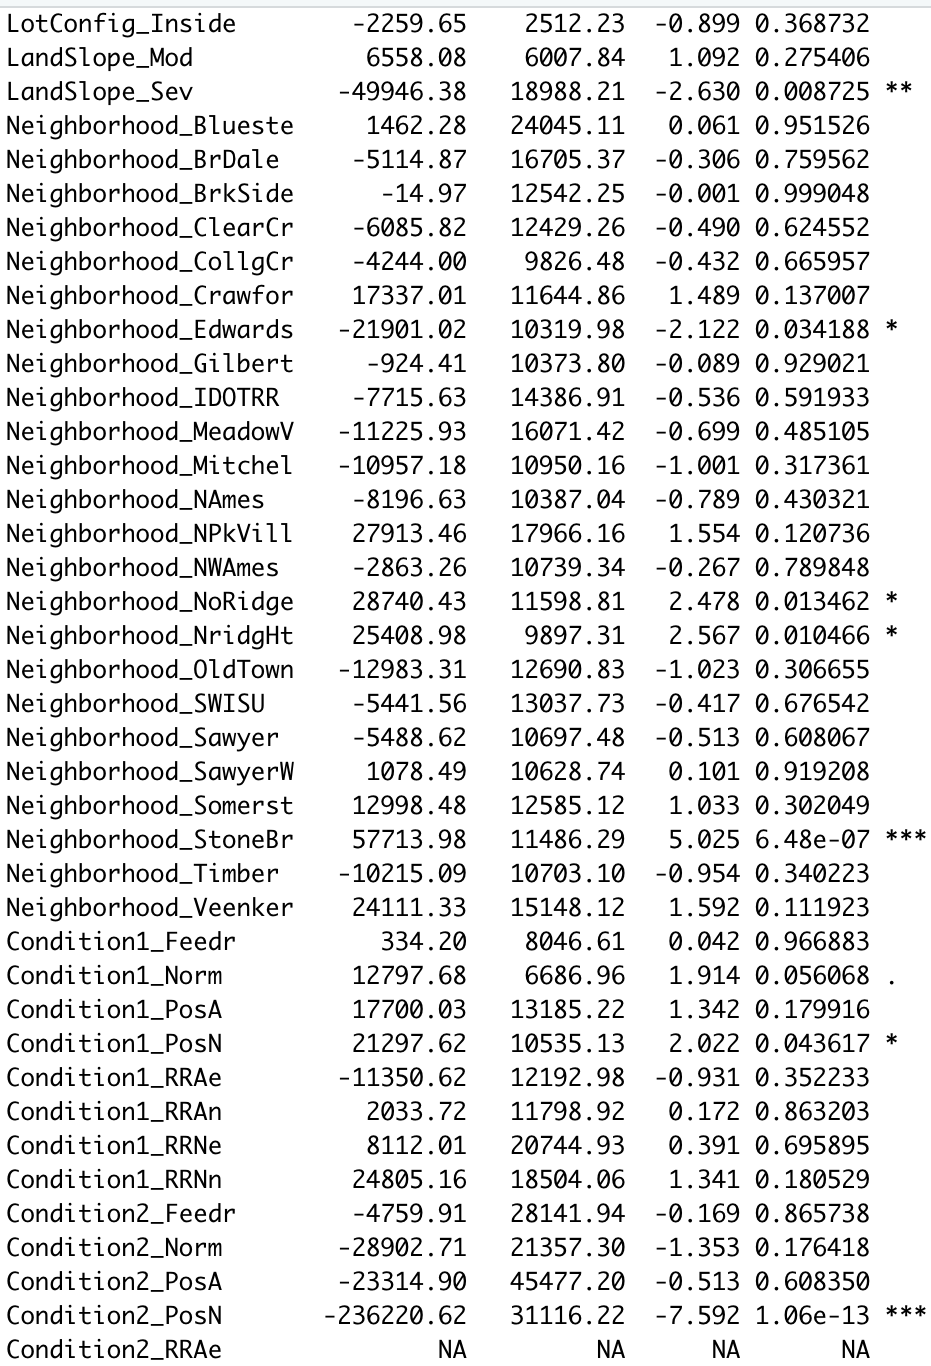 LotConfig_Inside -2259.65 2512.23 -0.899 0.368732
LandSlope_Mod 6558.08 6007.84 1.092 0.275406
LandSlope_Sev -49946.38 18988.21 -2.630 0.008725 **
Neighborhood_Blueste 1462.28 24045.11 0.061 0.951526
Neighborhood_BrDale -5114.87 16705.37 -0.306 0.759562
Neighborhood_BrkSide -14.97 12542.25 -0.001 0.999048
Neighborhood_ClearCr -6085.82 12429.26 -0.490 0.624552
Neighborhood_CollgCr -4244.00 9826.48 -0.432 0.665957
Neighborhood_Crawfor 17337.01 11644.86 1.489 0.137007
Neighborhood_Edwards -21901.02 10319.98 -2.122 0.034188 *
Neighborhood_Gilbert -924.41 10373.80 -0.089 0.929021
Neighborhood_IDOTRR -7715.63 14386.91 -0.536 0.591933
Neighborhood_MeadowV -11225.93 16071.42 -0.699 0.485105
Neighborhood_Mitchel -10957.18 10950.16 -1.001 0.317361
Neighborhood_NAmes -8196.63 10387.04 -0.789 0.430321
Neighborhood_NPkVill 27913.46 17966.16 1.554 0.120736
Neighborhood_NWAmes -2863.26 10739.34 -0.267 0.789848
Neighborhood_NoRidge 28740.43 11598.81 2.478 0.013462 *
Neighborhood_NridgHt 25408.98 9897.31 2.567 0.010466 *
Neighborhood_OldTown -12983.31 12690.83 -1.023 0.306655
Neighborhood_SWISU -5441.56 13037.73 -0.417 0.676542
Neighborhood_Sawyer -5488.62 10697.48 -0.513 0.608067
Neighborhood_SawyerW 1078.49 10628.74 0.101 0.919208
Neighborhood_Somerst 12998.48 12585.12 1.033 0.302049
Neighborhood_StoneBr 57713.98 11486.29 5.025 6.48e-07 ***
Neighborhood_Timber -10215.09 10703.10 -0.954 0.340223
Neighborhood_Veenker 24111.33 15148.12 1.592 0.111923
Condition1_Feedr 334.20 8046.61 0.042 0.966883
Condition1_Norm 12797.68 6686.96 1.914 0.056068 .
Condition1_PosA 17700.03 13185.22 1.342 0.179916
Condition1_PosN 21297.62 10535.13 2.022 0.043617 *
Condition1_RRAe -11350.62 12192.98 -0.931 0.352233
Condition1_RRAn 2033.72 11798.92 0.172 0.863203
Condition1_RRNe 8112.01 20744.93 0.391 0.695895
Condition1_RRNn 24805.16 18504.06 1.341 0.180529
Condition2_Feedr -4759.91 28141.94 -0.169 0.865738
Condition2_Norm -28902.71 21357.30 -1.353 0.176418
Condition2_PosA -23314.90 45477.20 -0.513 0.608350
Condition2_PosN -236220.62 31116.22 -7.592 1.06e-13 ***
Condition2_RRAe NA NA NA NA